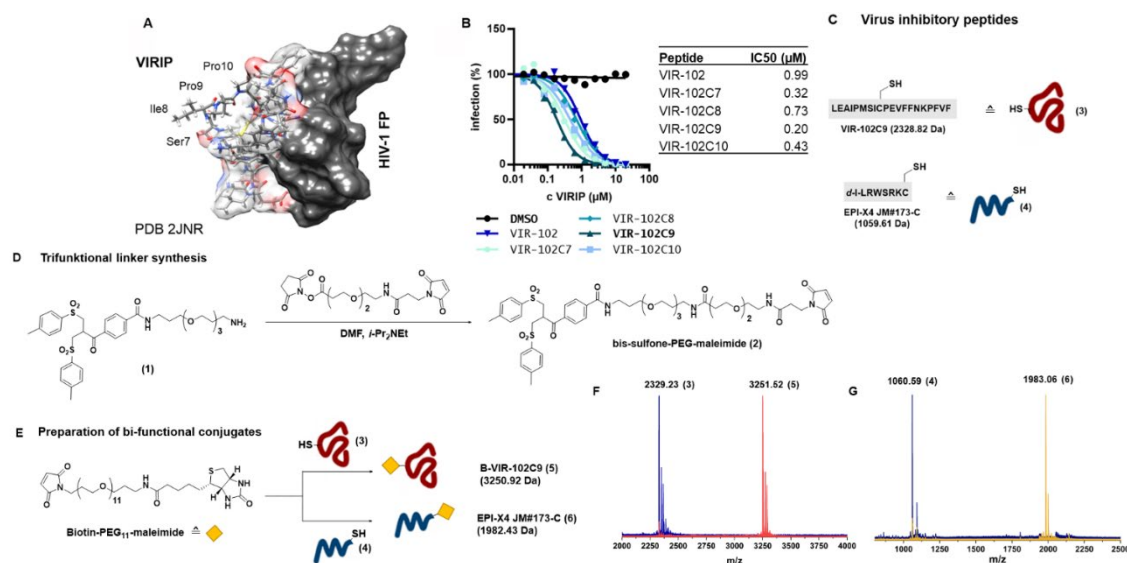 A
VIRIP
Pro10
Pro9
Ile8
Ser7
HIV-1 FP
PDB 2JNR
B
infection (%)
150
100
50
0
0.01
0.1
1
10
100
c VIRIP (µM)
DMSO
VIR-102C8
VIR-102
VIR-102C9
VIR-102C7
VIR-102C10
Peptide IC50 (µM)
VIR-102 0.99
VIR-102C7 0.32
VIR-102C8 0.73
VIR-102C9 0.20
VIR-102C10 0.43
C Virus inhibitory peptides
SH
LEAIPMSICPEVFFNKPFVF
≙
HS
(3)
VIR-102C9 (2328.82 Da)
SH
d-I-LRWSRKC
≙
SH
(4)
EPI-X4 JM#173-C
(1059.61 Da)
D Trifunktional linker synthesis
DMF, i-Pr₂NEt
(1)
bis-sulfone-PEG-maleimide (2)
E Preparation of bi-functional conjugates
HS
(3)
11
Biotin-PEG₁₁-maleimide ≙
SH
(4)
B-VIR-102C9 (5)
(3250.92 Da)
EPI-X4 JM#173-C (6)
(1982.43 Da)
F
2329.23 (3)
3251.52 (5)
2000 2500 3000 3500 4000
m/z
G
1060.59 (4)
1983.06 (6)
1000 1250 1500 1750 2000 2500
m/z